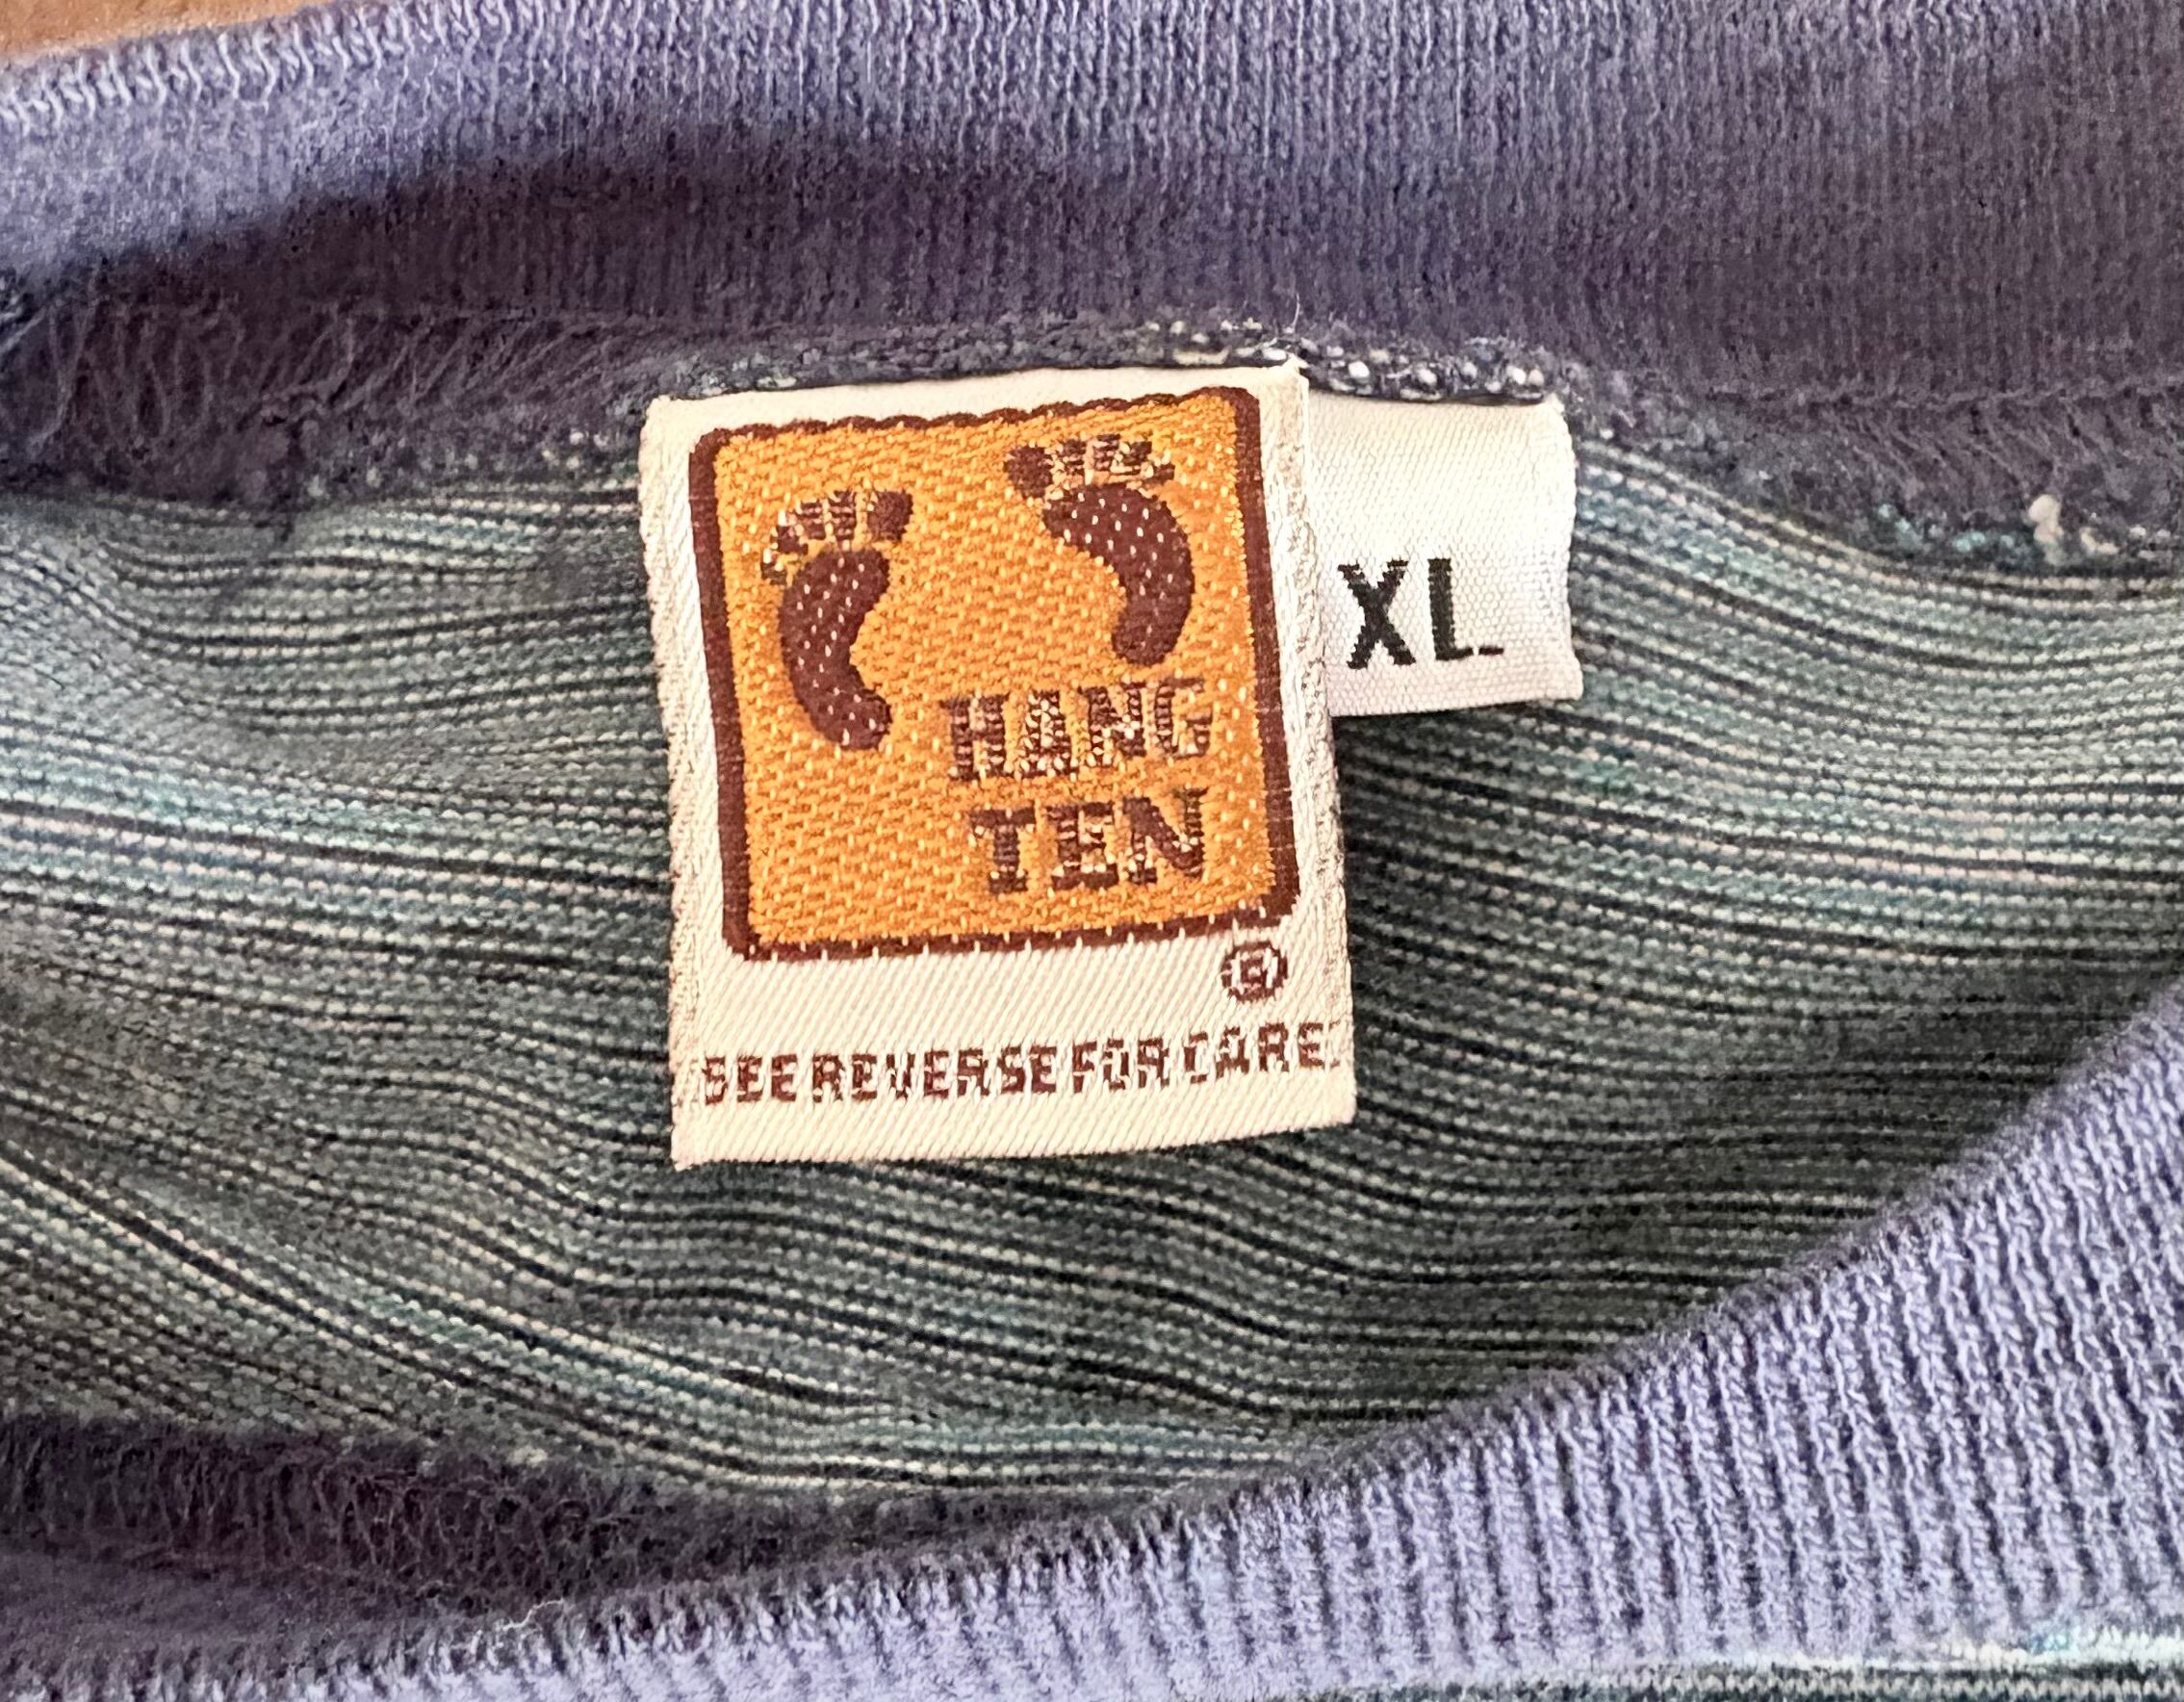 HANG
TEN
XL
®
SEE REVERSE FOR CARE